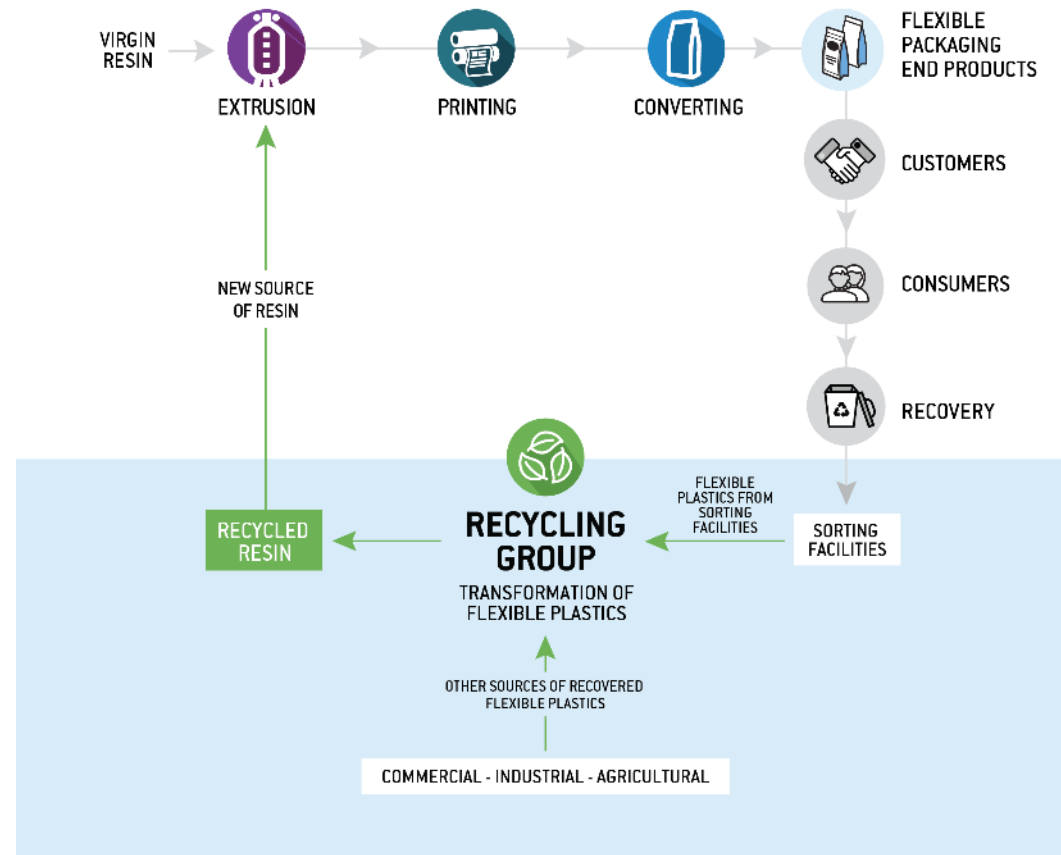 VIRGIN
RESIN
EXTRUSION
PRINTING
CONVERTING
FLEXIBLE
PACKAGING
END PRODUCTS
CUSTOMERS
CONSUMERS
RECOVERY
NEW SOURCE
OF RESIN
RECYCLED
RESIN
RECYCLING
GROUP
TRANSFORMATION OF
FLEXIBLE PLASTICS
FLEXIBLE
PLASTICS FROM
SORTING
FACILITIES
SORTING
FACILITIES
OTHER SOURCES OF RECOVERED
FLEXIBLE PLASTICS
COMMERCIAL - INDUSTRIAL - AGRICULTURAL